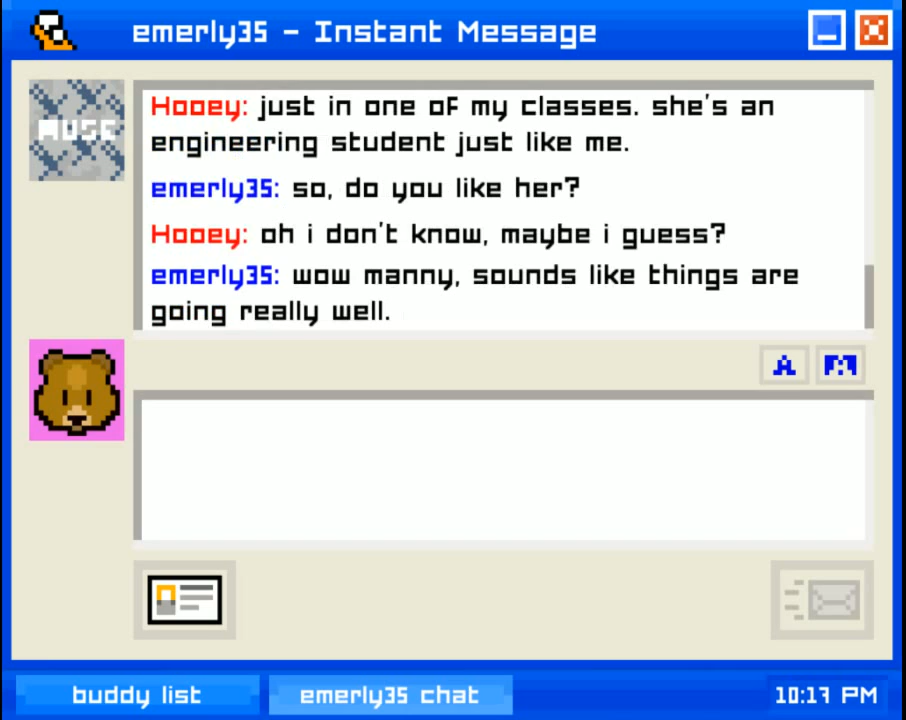 emerly35 - Instant Message
MUSE
Hooey: just in one of my classes. she's an
engineering student just like me.
emerly35: so, do you like her?
Hooey: oh i don't know, maybe i guess?
emerly35: wow manny, sounds like things are
going really well.
A
buddy list
emerly35 chat
10:17 PM